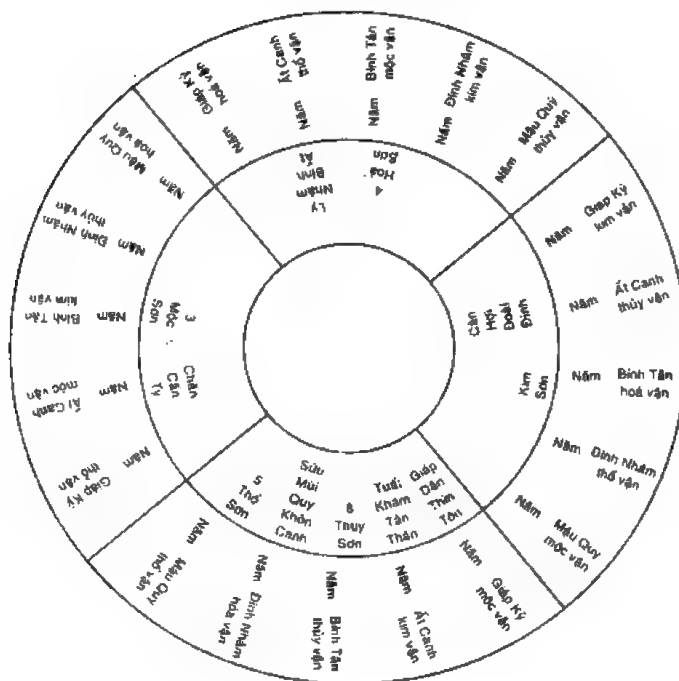 Năm Giáp Kỷ
hoả vận
Năm Ất Canh
thổ vận
Năm Bính Tân
mộc vận
Năm Đinh Nhâm
kim vận
Năm Mậu Quý
thủy vận
Năm Giáp Kỷ
kim vận
Năm Ất Canh
thủy vận
Năm Bính Tân
hoả vận
Năm Đinh Nhâm
thổ vận
Năm Mậu Quý
mộc vận
Năm Giáp Kỷ
mộc vận
Năm Ất Canh
kim vận
Năm Bính Tân
thủy vận
Năm Đinh Nhâm
hỏa vận
Năm Mậu Quý
thổ vận
Năm Giáp Kỷ
thổ vận
Năm Ất Canh
mộc vận
Năm Bính Tân
kim vận
Năm Đinh Nhâm
thủy vận
Năm Mậu Quý
hoả vận
4
Hoả
Sơn
Ất
Bính
Nhâm
Ly
Càn
Hợi
Đoài
Đinh
Kim
Sơn
Tuất Giáp
Khảm Dần
Tân Thìn
Thân Tốn
Thuỷ
Sơn
Sửu
Mùi
Quý
Khôn
Canh
5
Thổ
Sơn
Chấn
Cấn
Tỵ
3
Mộc
Sơn